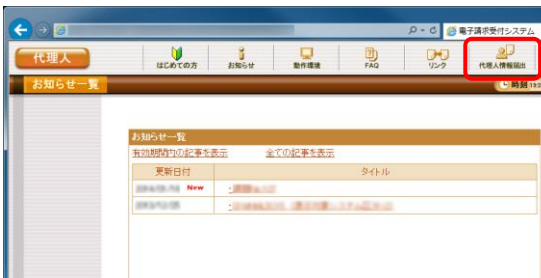 電子請求受付システム
代理人
はじめての方
お知らせ
動作環境
FAQ
リンク
代理人情報届出
お知らせ一覧
時刻
お知らせ一覧
有効期間内の記事を表示 全ての記事を表示
更新日付 タイトル
New